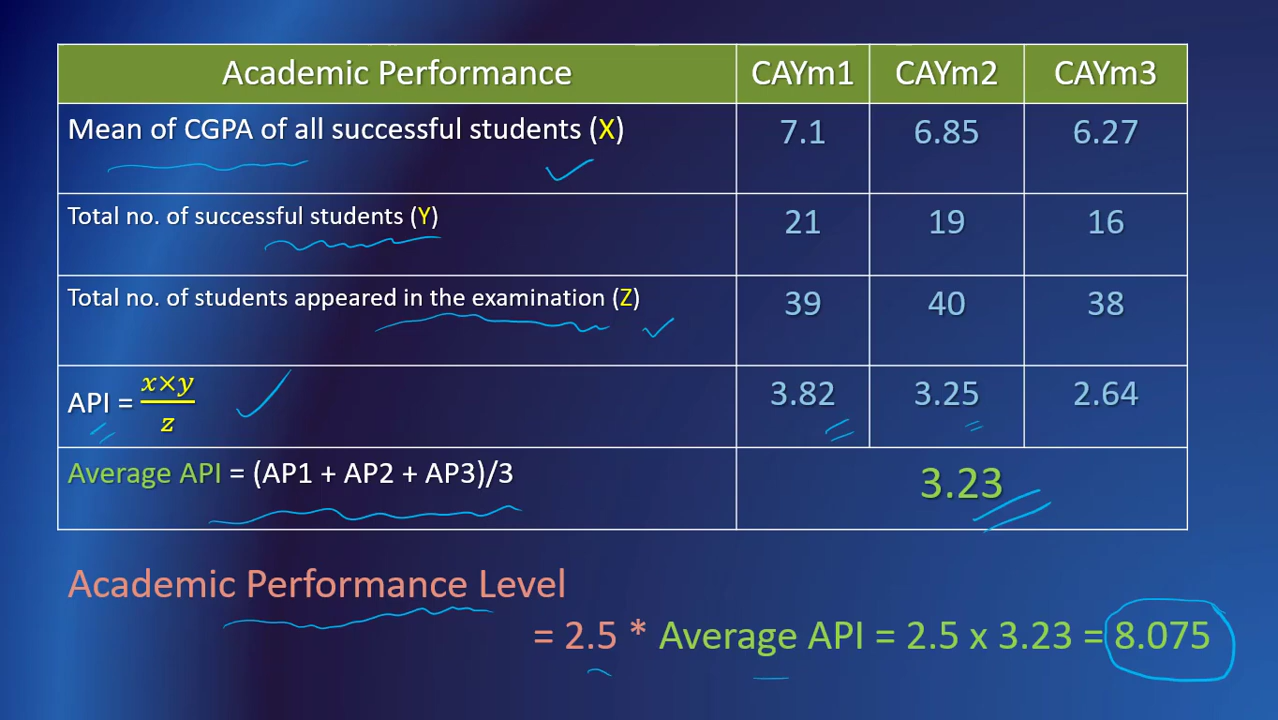 Academic Performance CAYm1 CAYm2 CAYm3
Mean of CGPA of all successful students (X) 7.1 6.85 6.27
Total no. of successful students (Y) 21 19 16
Total no. of students appeared in the examination (Z) 39 40 38
API = x×y/z 3.82 3.25 2.64
Average API = (AP1 + AP2 + AP3)/3 3.23
Academic Performance Level
= 2.5 * Average API = 2.5 x 3.23 = 8.075